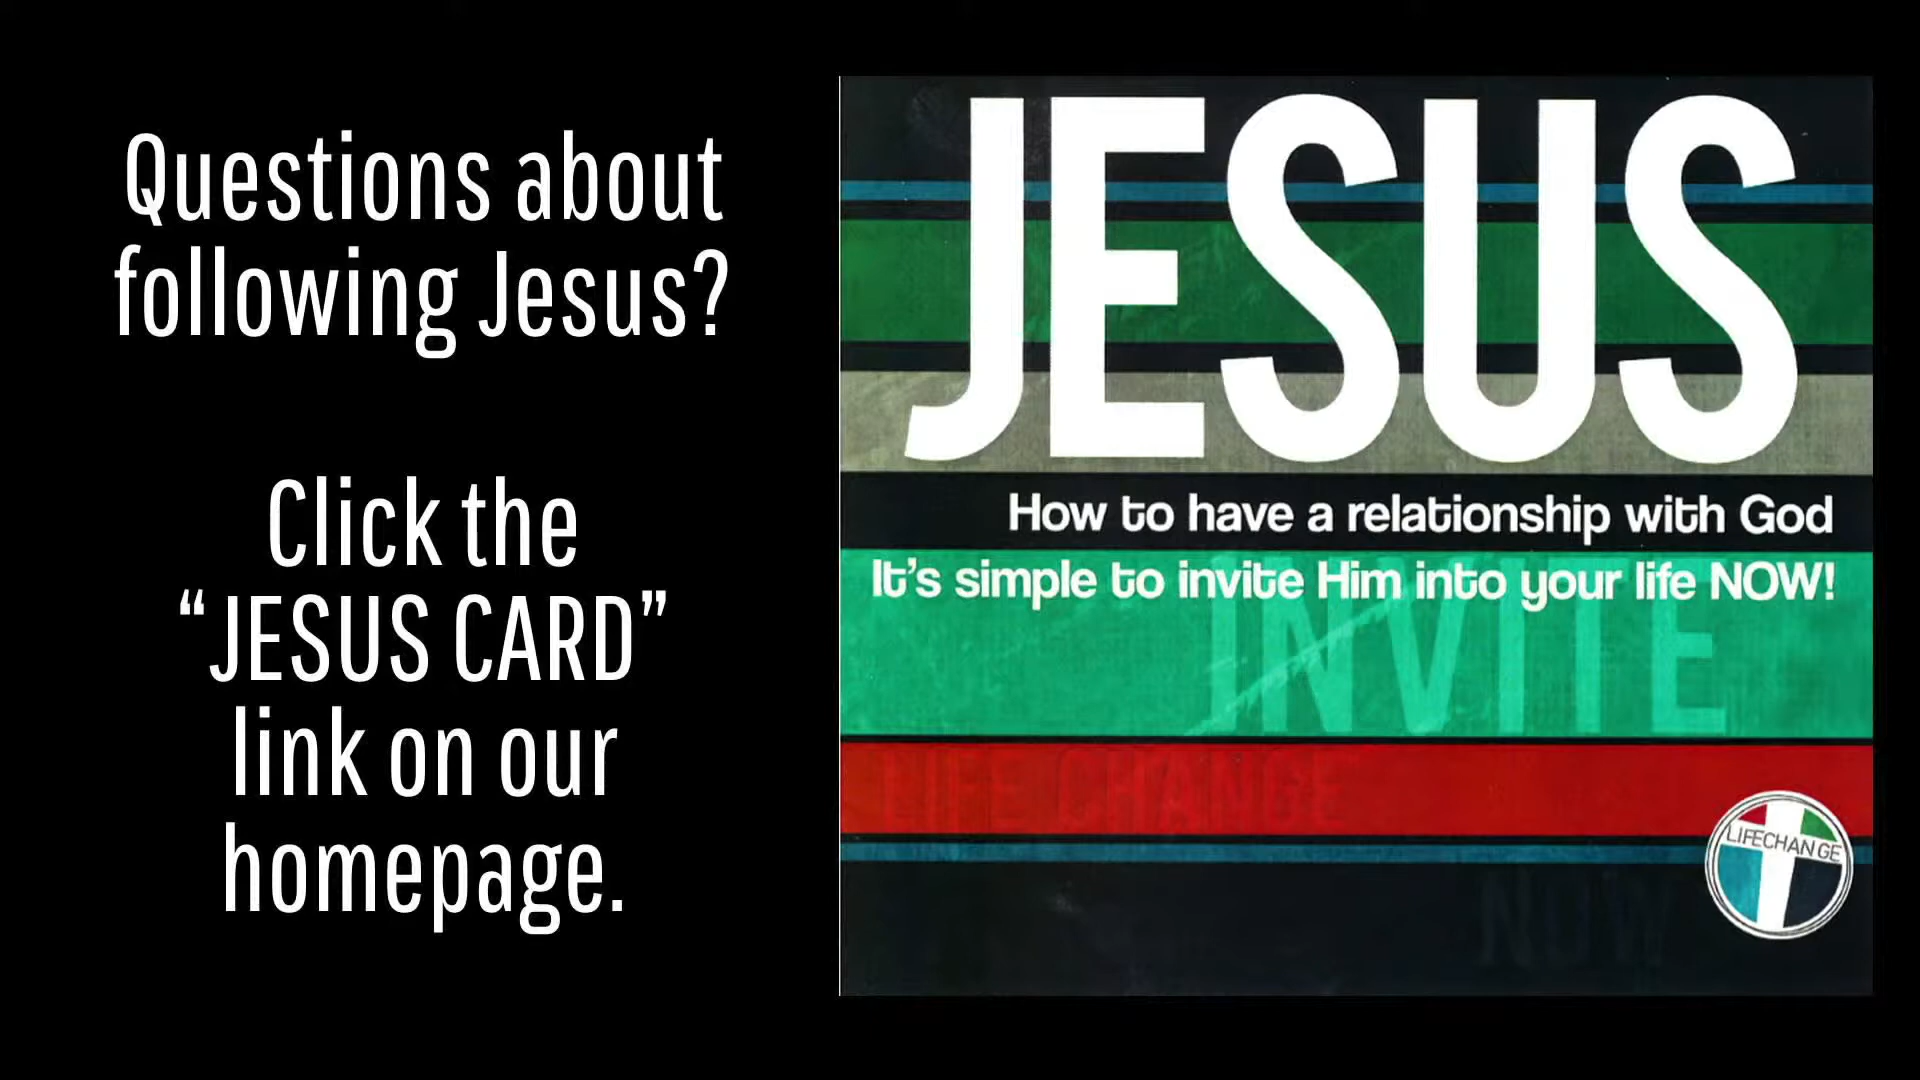 Questions about
following Jesus?
Click the
“JESUS CARD”
link on our
homepage.
JESUS
How to have a relationship with God
It's simple to invite Him into your life NOW!
INVITE
LIFE CHANGE
LIFECHANGE
NOW